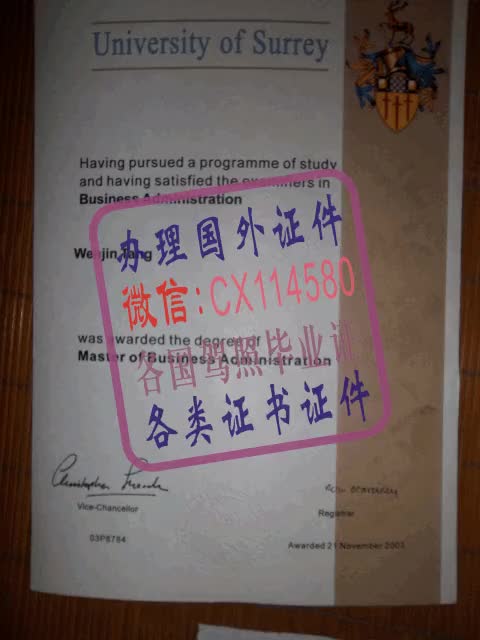 University of Surrey
Having pursued a programme of study
and having satisfied the examiners in
Business Administration
Wenjin Tang
办理国外证件
微信:CX114580
was awarded the degree of
Master of Business Administration
各国驾照毕业证
各类证书证件
Vice-Chancellor
Registrar
03P8784
Awarded 21 November 2003